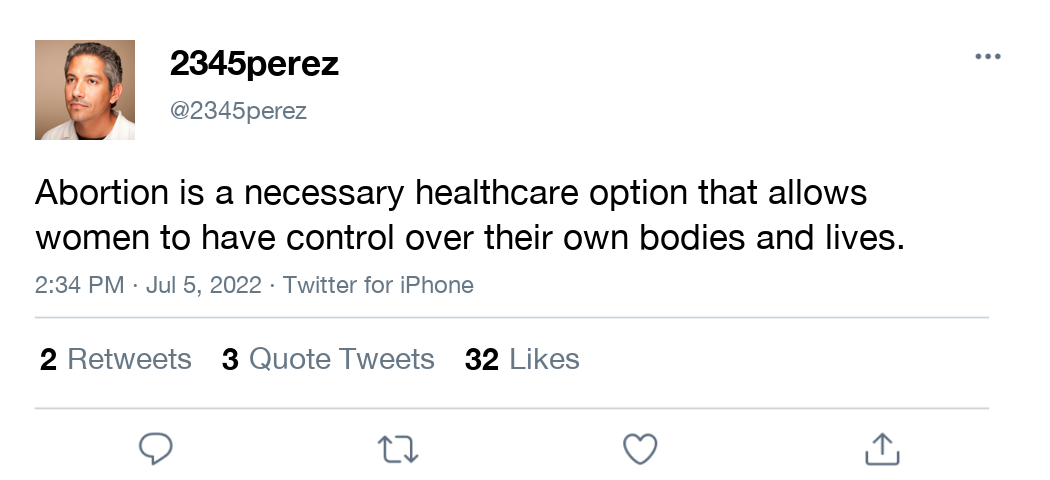 2345perez
@2345perez
Abortion is a necessary healthcare option that allows
women to have control over their own bodies and lives.
2:34 PM · Jul 5, 2022 · Twitter for iPhone
2 Retweets 3 Quote Tweets 32 Likes